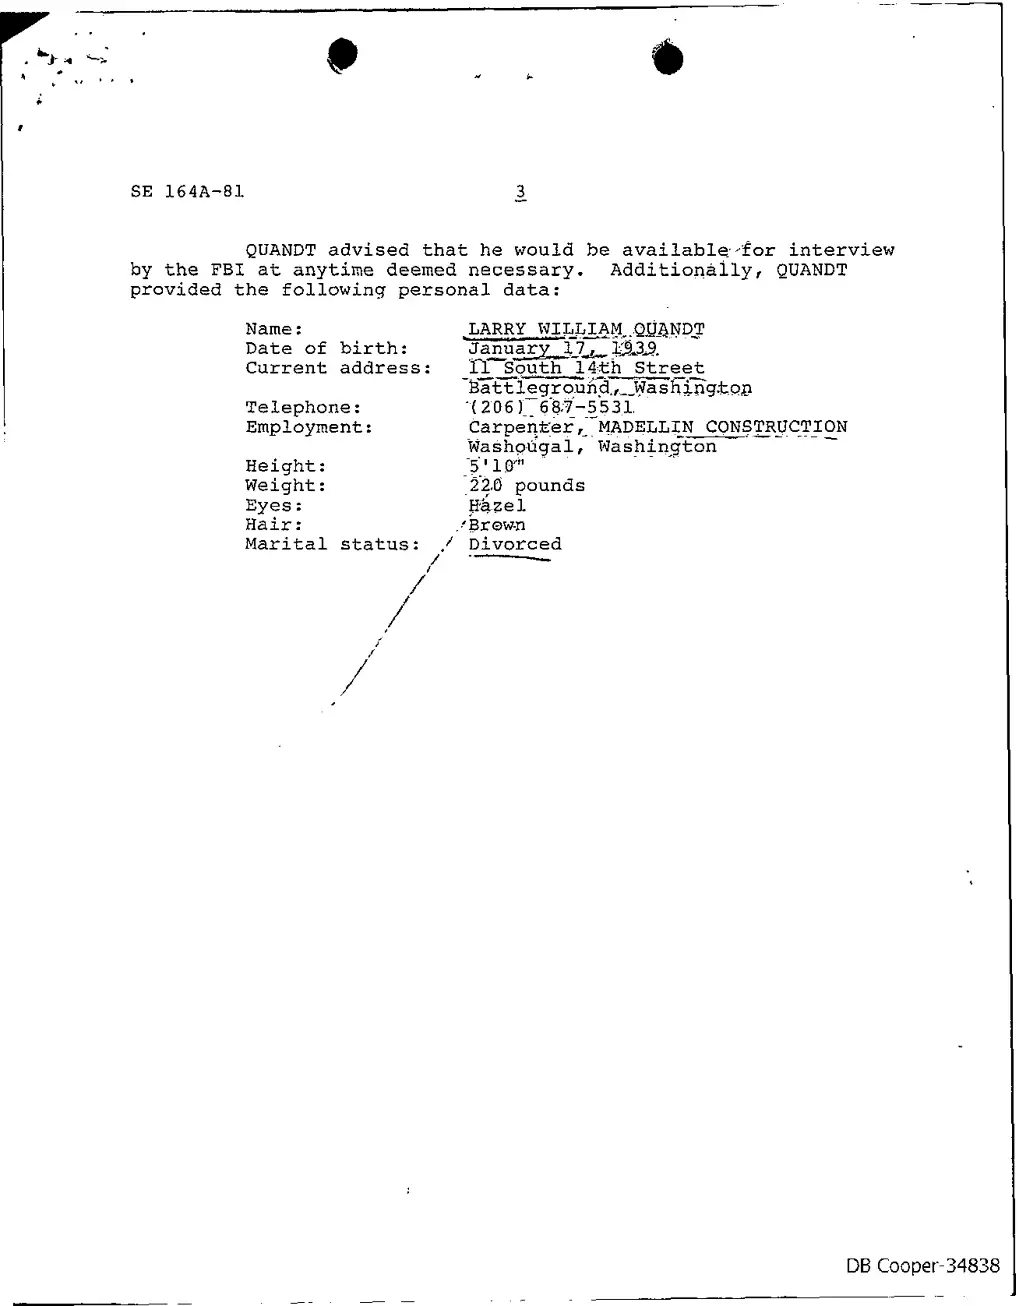 SE 164A-81
3
QUANDT advised that he would be available for interview
by the FBI at anytime deemed necessary. Additionally, QUANDT
provided the following personal data:
Name: LARRY WILLIAM QUANDT
Date of birth: January 17, 1939
Current address: 11 South 14th Street
Battleground, Washington
Telephone: (206) 687-5531
Employment: Carpenter, MADELLIN CONSTRUCTION
Washougal, Washington
Height: 5'10"
Weight: 220 pounds
Eyes: Hazel
Hair: Brown
Marital status: Divorced
DB Cooper-34838